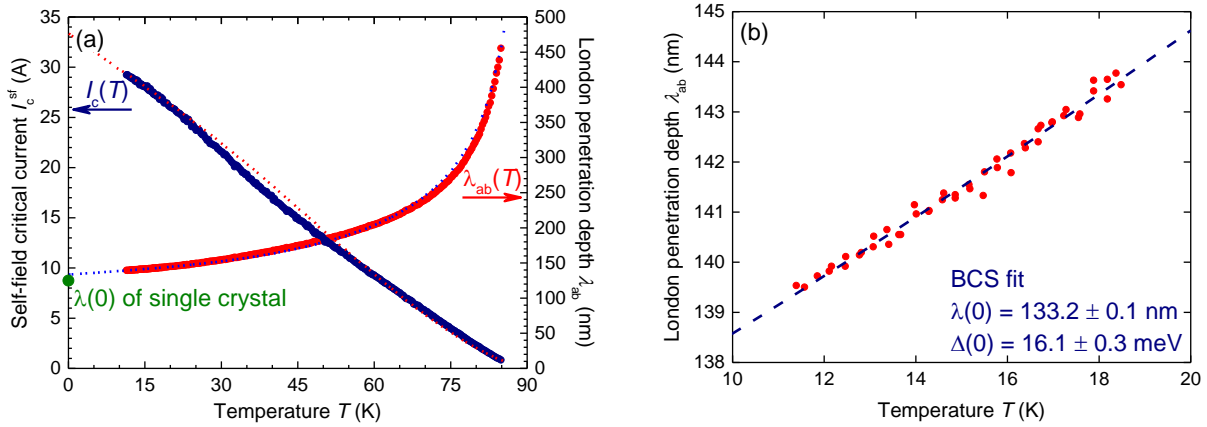 (a)
Self-field critical current I_c^sf (A)
35
30
25
20
15
10
5
0
I_c(T)
λ_ab(T)
λ(0) of single crystal
500
450
400
350
300
250
200
150
100
50
0
London penetration depth λ_ab (nm)
0 15 30 45 60 75 90
Temperature T (K)
(b)
London penetration depth λ_ab (nm)
145
144
143
142
141
140
139
138
BCS fit
λ(0) = 133.2 ± 0.1 nm
Δ(0) = 16.1 ± 0.3 meV
10 12 14 16 18 20
Temperature T (K)